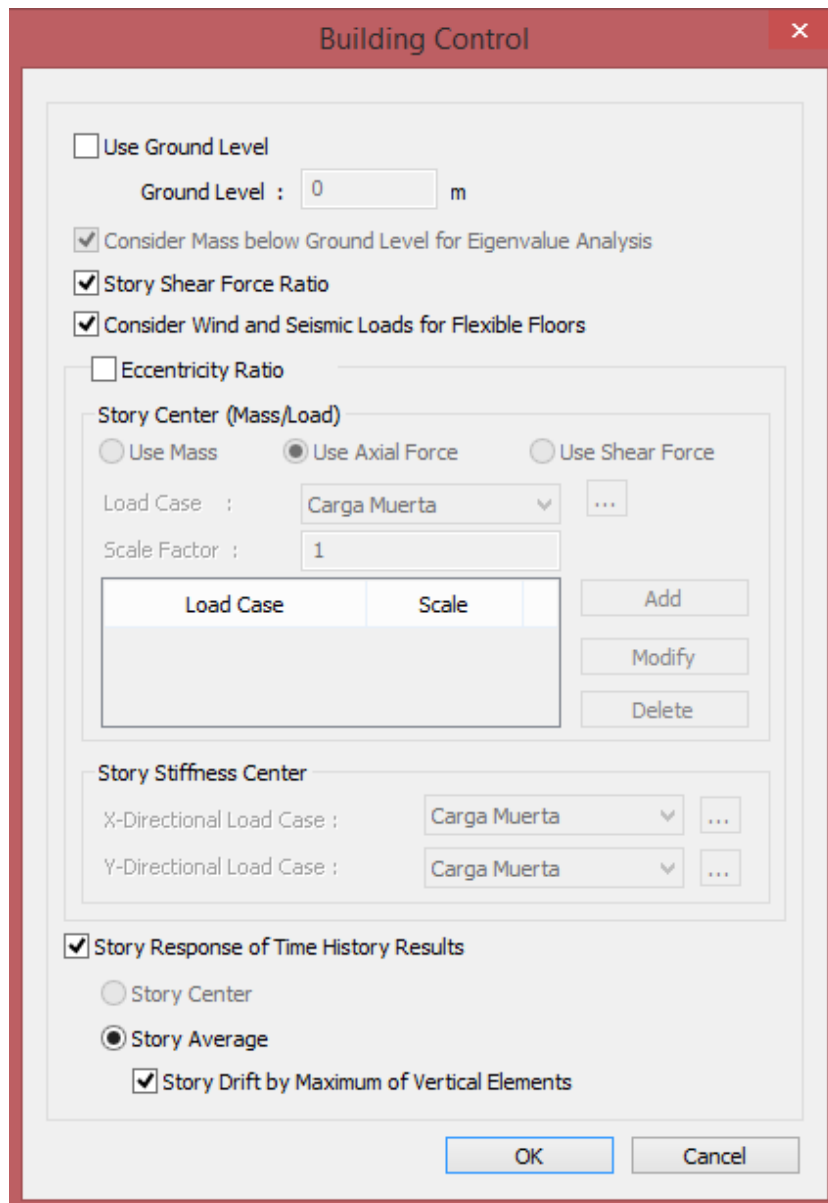 Building Control
Use Ground Level
Ground Level : 0 m
Consider Mass below Ground Level for Eigenvalue Analysis
Story Shear Force Ratio
Consider Wind and Seismic Loads for Flexible Floors
Eccentricity Ratio
Story Center (Mass/Load)
Use Mass Use Axial Force Use Shear Force
Load Case : Carga Muerta ...
Scale Factor : 1
Load Case Scale Add
Modify
Delete
Story Stiffness Center
X-Directional Load Case : Carga Muerta ...
Y-Directional Load Case : Carga Muerta ...
Story Response of Time History Results
Story Center
Story Average
Story Drift by Maximum of Vertical Elements
OK Cancel